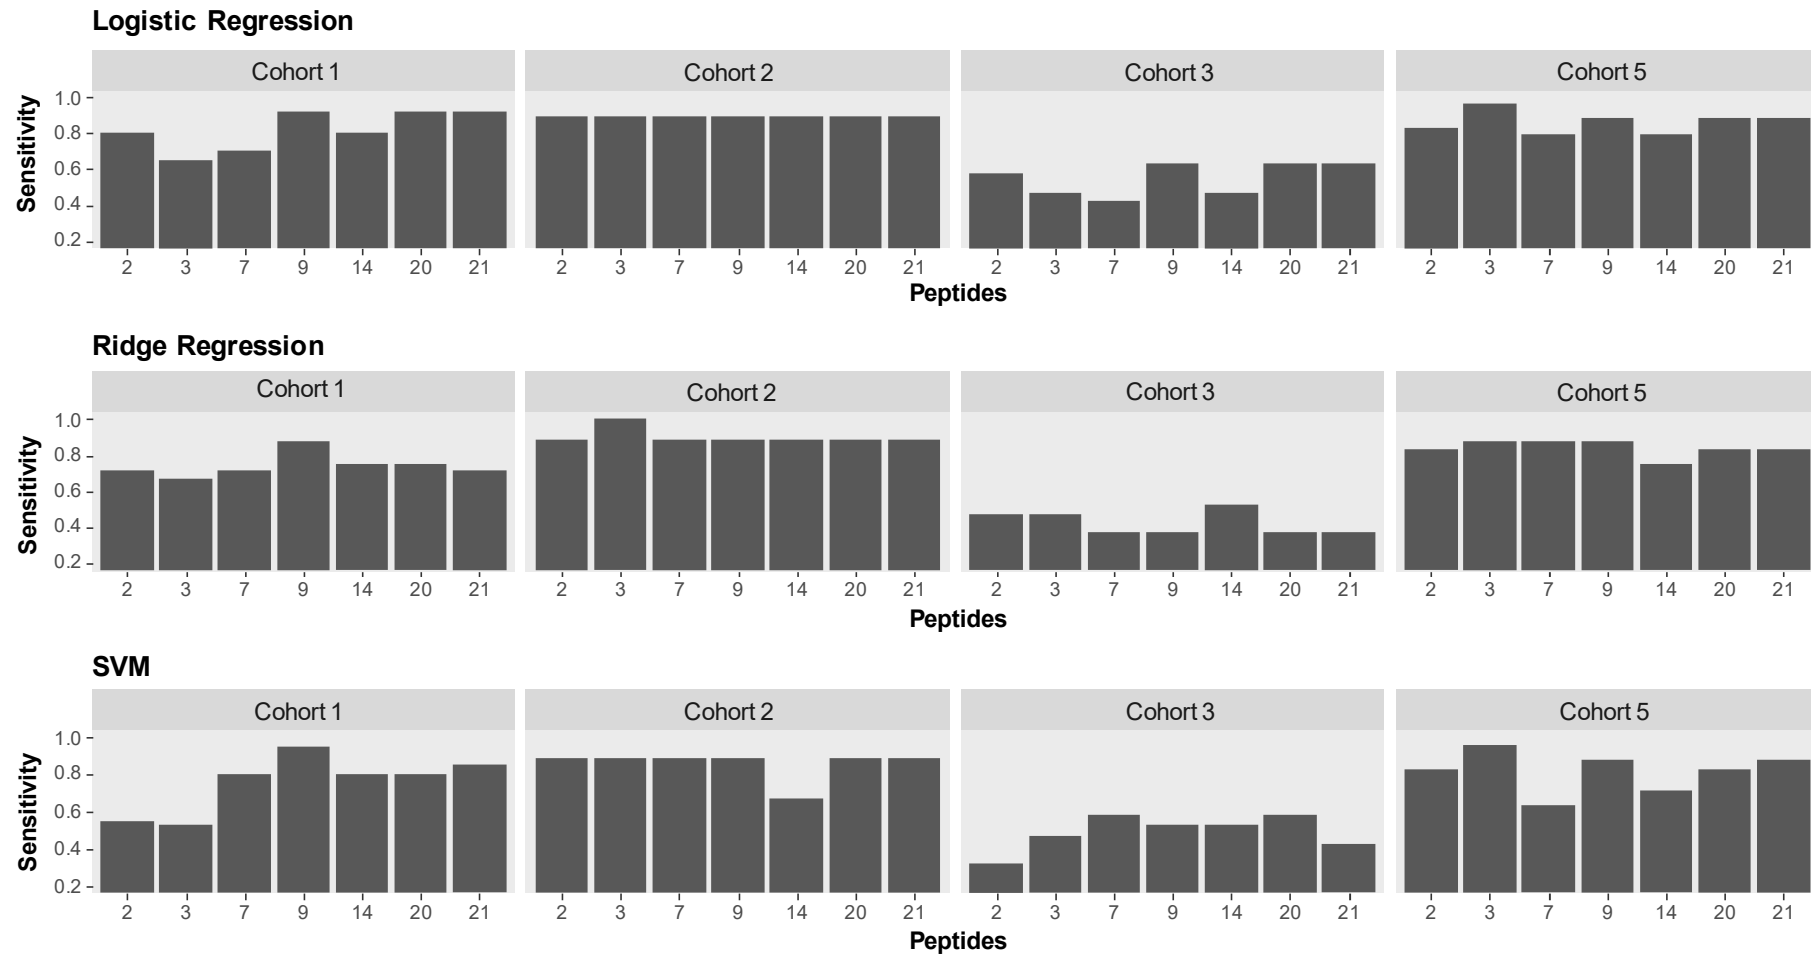 Logistic Regression
Cohort 1 Cohort 2 Cohort 3 Cohort 5
Sensitivity
1.0
0.8
0.6
0.4
0.2
2 3 7 9 14 20 21 2 3 7 9 14 20 21 2 3 7 9 14 20 21 2 3 7 9 14 20 21
Peptides
Ridge Regression
Cohort 1 Cohort 2 Cohort 3 Cohort 5
Sensitivity
1.0
0.8
0.6
0.4
0.2
2 3 7 9 14 20 21 2 3 7 9 14 20 21 2 3 7 9 14 20 21 2 3 7 9 14 20 21
Peptides
SVM
Cohort 1 Cohort 2 Cohort 3 Cohort 5
Sensitivity
1.0
0.8
0.6
0.4
0.2
2 3 7 9 14 20 21 2 3 7 9 14 20 21 2 3 7 9 14 20 21 2 3 7 9 14 20 21
Peptides